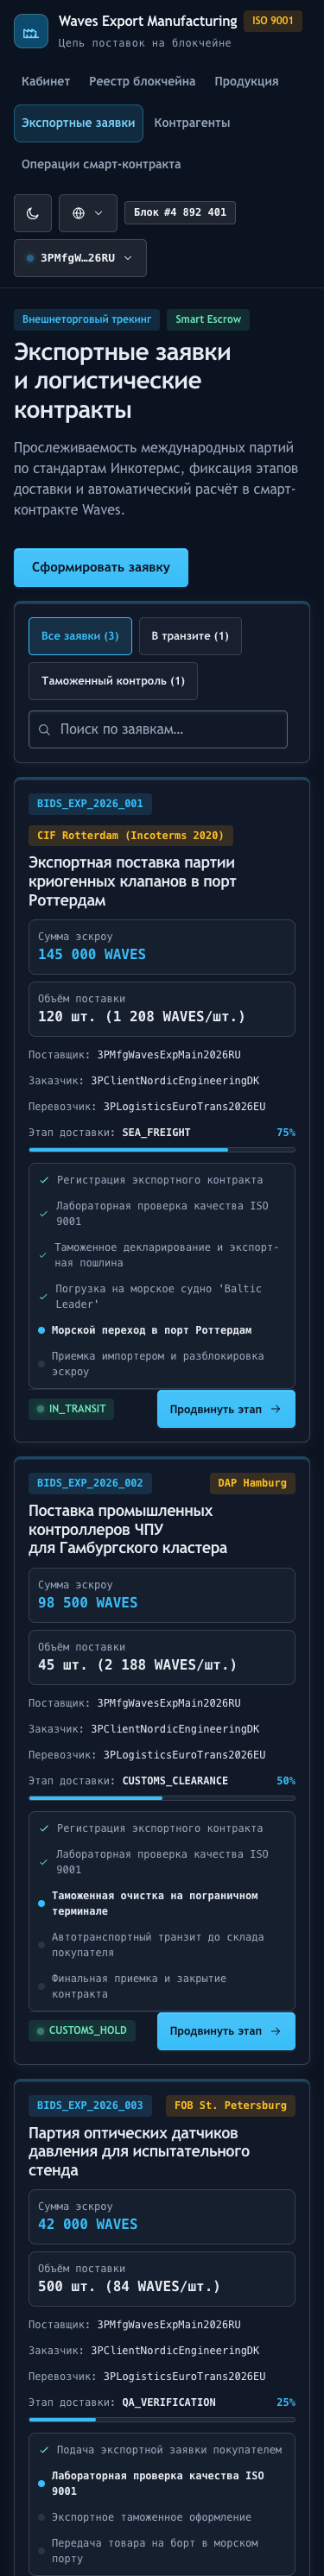 Waves Export Manufacturing ISO 9001
Цепь поставок на блокчейне
Кабинет Реестр блокчейна Продукция
Экспортные заявки Контрагенты
Операции смарт-контракта
Блок #4 892 401
3PMfgW…26RU
Внешнеторговый трекинг Smart Escrow
Экспортные заявки
и логистические
контракты
Прослеживаемость международных партий
по стандартам Инкотермс, фиксация этапов
доставки и автоматический расчёт в смарт-
контракте Waves.
Сформировать заявку
Все заявки (3) В транзите (1)
Таможенный контроль (1)
Поиск по заявкам...
BIDS_EXP_2026_001
CIF Rotterdam (Incoterms 2020)
Экспортная поставка партии
криогенных клапанов в порт
Роттердам
Сумма эскроу
145 000 WAVES
Объём поставки
120 шт. (1 208 WAVES/шт.)
Поставщик: 3PMfgWavesExpMain2026RU
Заказчик: 3PClientNordicEngineeringDK
Перевозчик: 3PLogisticsEuroTrans2026EU
Этап доставки: SEA_FREIGHT 75%
Регистрация экспортного контракта
Лабораторная проверка качества ISO
9001
Таможенное декларирование и экспорт-
ная пошлина
Погрузка на морское судно 'Baltic
Leader'
Морской переход в порт Роттердам
Приемка импортером и разблокировка
эскроу
IN_TRANSIT Продвинуть этап
BIDS_EXP_2026_002 DAP Hamburg
Поставка промышленных
контроллеров ЧПУ
для Гамбургского кластера
Сумма эскроу
98 500 WAVES
Объём поставки
45 шт. (2 188 WAVES/шт.)
Поставщик: 3PMfgWavesExpMain2026RU
Заказчик: 3PClientNordicEngineeringDK
Перевозчик: 3PLogisticsEuroTrans2026EU
Этап доставки: CUSTOMS_CLEARANCE 50%
Регистрация экспортного контракта
Лабораторная проверка качества ISO
9001
Таможенная очистка на пограничном
терминале
Автотранспортный транзит до склада
покупателя
Финальная приемка и закрытие
контракта
CUSTOMS_HOLD Продвинуть этап
BIDS_EXP_2026_003 FOB St. Petersburg
Партия оптических датчиков
давления для испытательного
стенда
Сумма эскроу
42 000 WAVES
Объём поставки
500 шт. (84 WAVES/шт.)
Поставщик: 3PMfgWavesExpMain2026RU
Заказчик: 3PClientNordicEngineeringDK
Перевозчик: 3PLogisticsEuroTrans2026EU
Этап доставки: QA_VERIFICATION 25%
Подача экспортной заявки покупателем
Лабораторная проверка качества ISO
9001
Экспортное таможенное оформление
Передача товара на борт в морском
порту